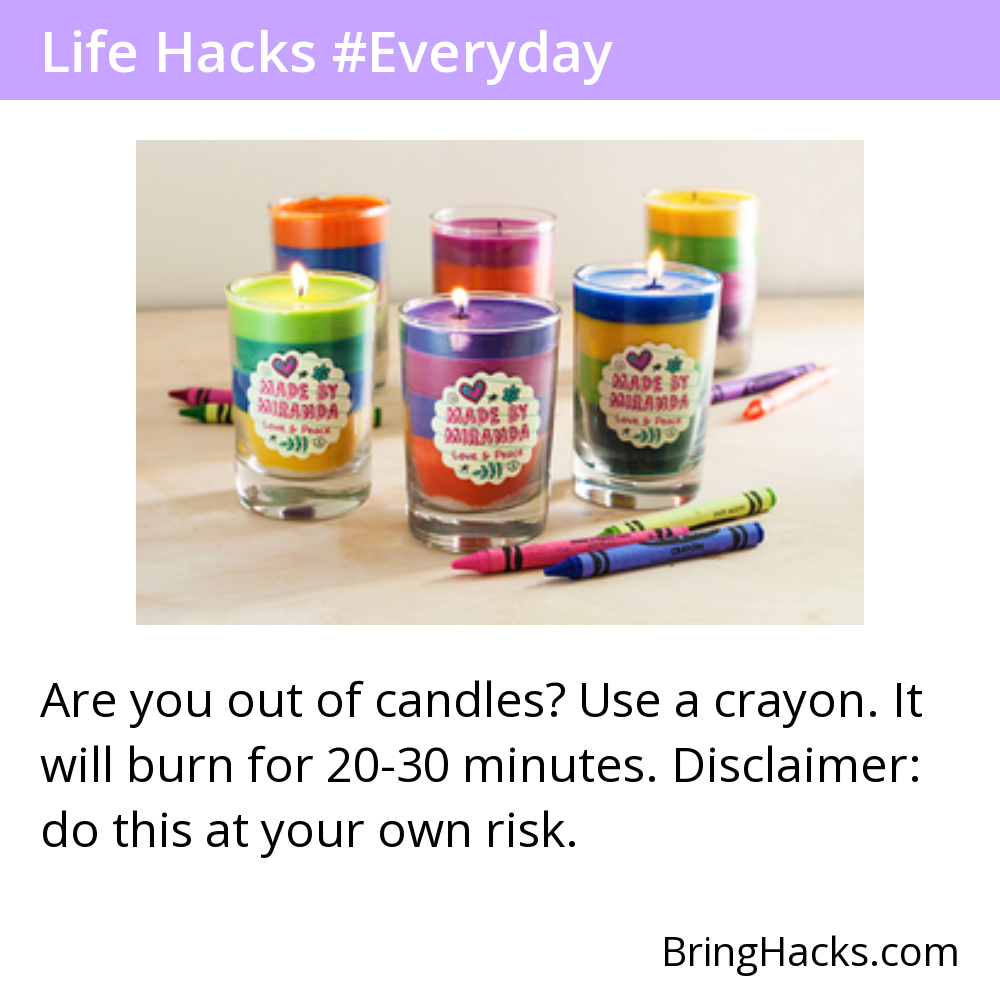 Life Hacks #Everyday
MADE BY
MIRANDA
Love & Peace
MADE BY
MIRANDA
Love & Peace
MADE BY
MIRANDA
Love & Peace
CRAYON
Are you out of candles? Use a crayon. It
will burn for 20-30 minutes. Disclaimer:
do this at your own risk.
BringHacks.com